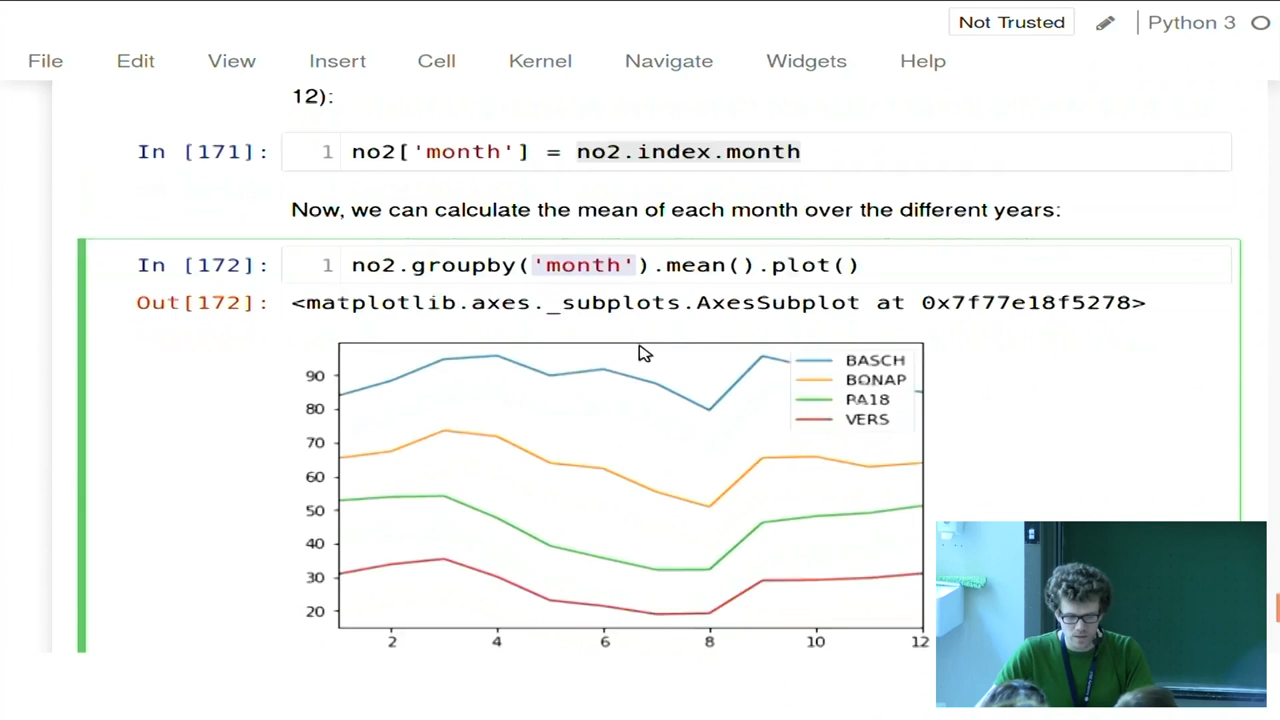 Not Trusted
Python 3
File Edit View Insert Cell Kernel Navigate Widgets Help
12):
In [171]: 1 no2['month'] = no2.index.month
Now, we can calculate the mean of each month over the different years:
In [172]: 1 no2.groupby('month').mean().plot()
Out[172]: <matplotlib.axes._subplots.AxesSubplot at 0x7f77e18f5278>
BASCH
BONAP
PA18
VERS
90
80
70
60
50
40
30
20
2 4 6 8 10 12